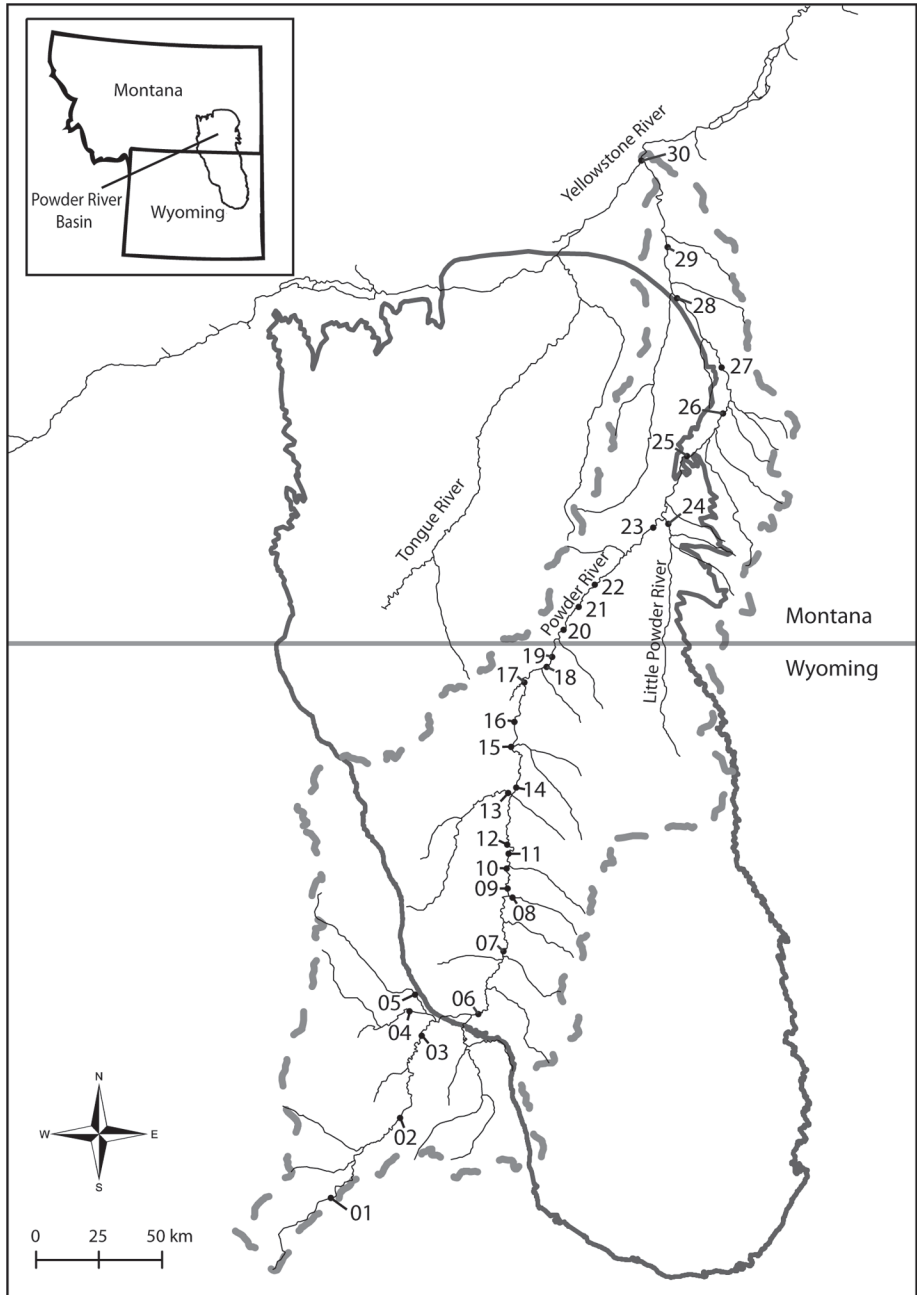 Montana
Powder River
Basin
Wyoming
Yellowstone River
30
29
28
27
26
25
24
23
Tongue River
22
Powder River
21
20
Little Powder River
Montana
Wyoming
19
18
17
16
15
14
13
12
11
10
09
08
07
06
05
04
03
02
01
N
W
E
S
0
25
50 km